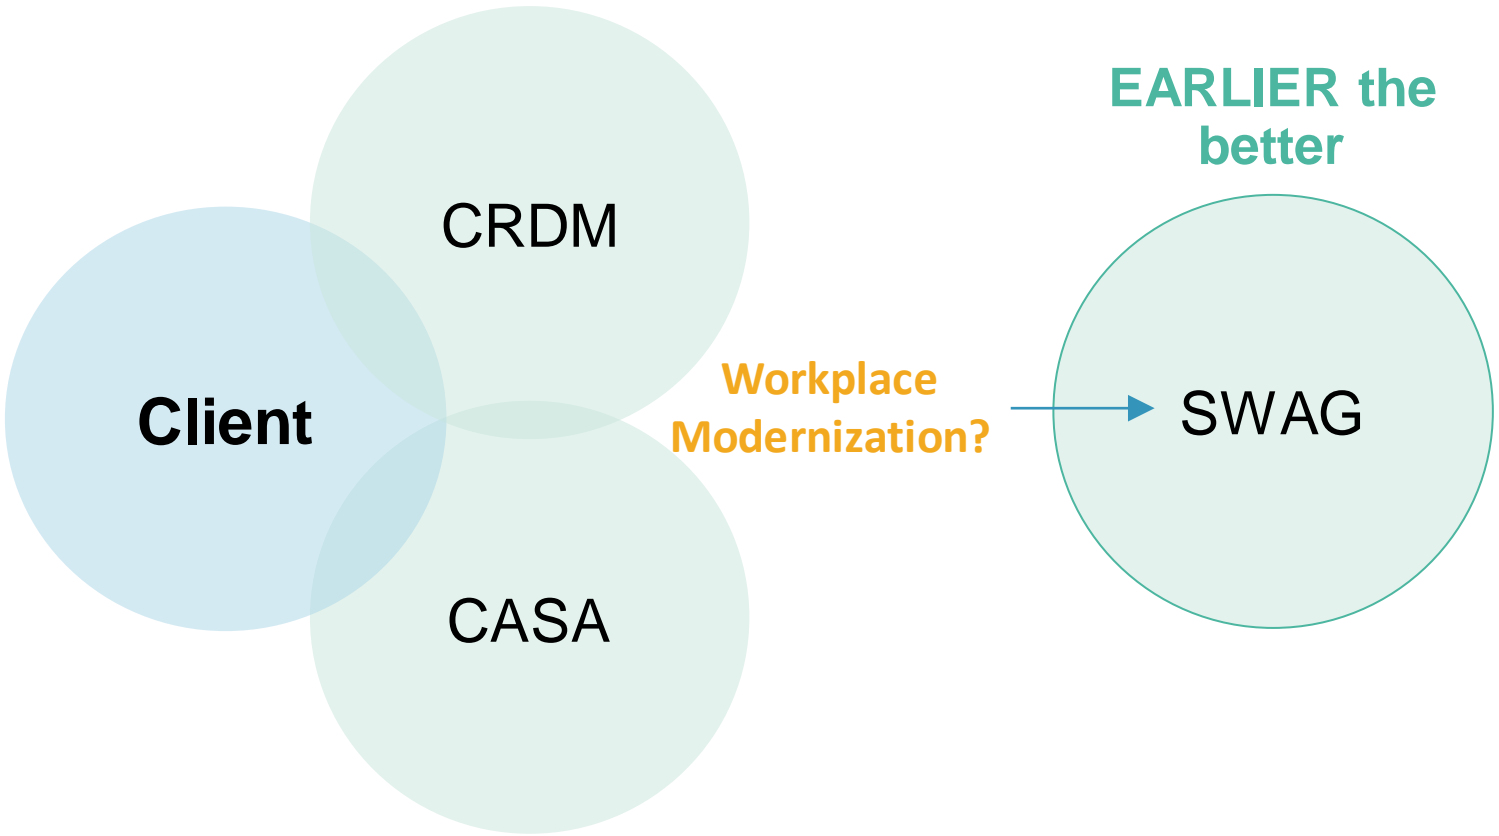 EARLIER the
better
CRDM
Client
Workplace
Modernization?
SWAG
CASA